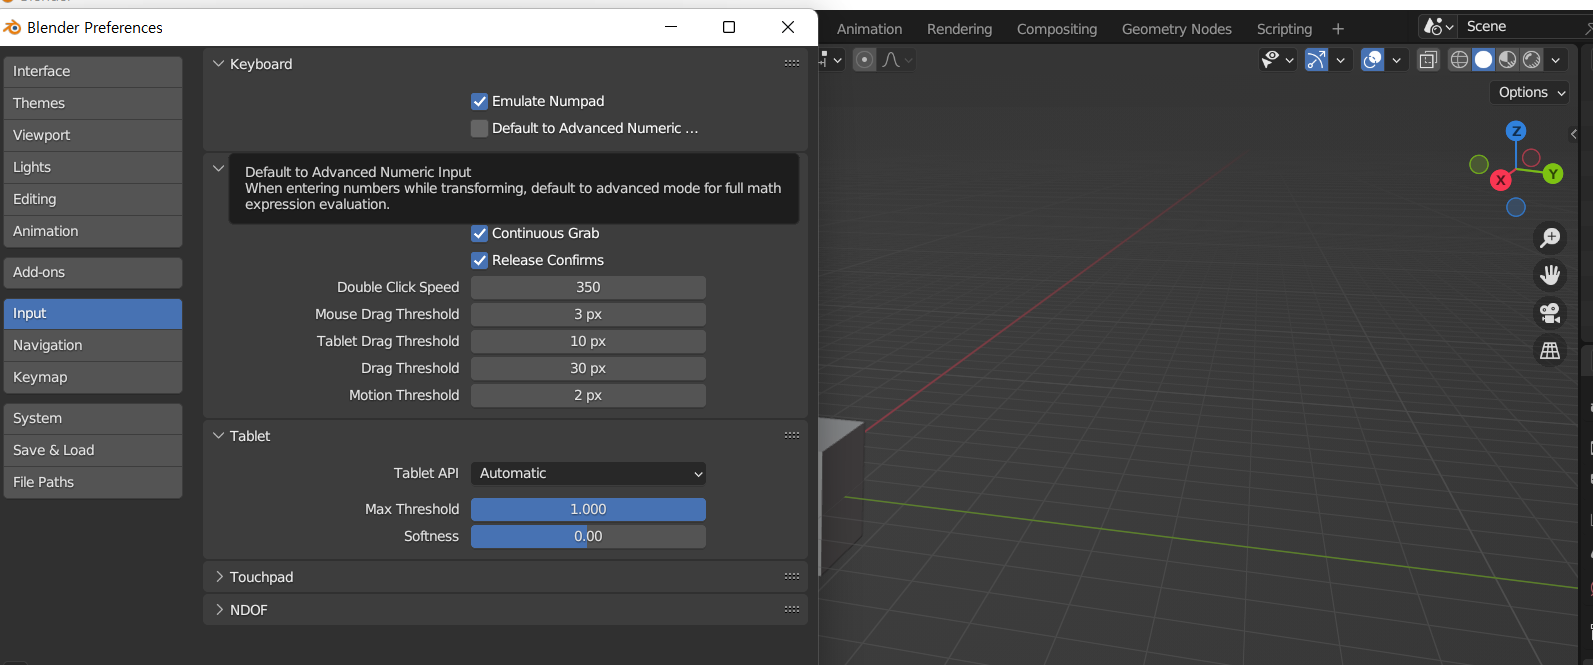 Blender
Blender Preferences
Animation Rendering Compositing Geometry Nodes Scripting +
Scene
Interface
Themes
Viewport
Lights
Editing
Animation
Add-ons
Input
Navigation
Keymap
System
Save & Load
File Paths
Keyboard
Emulate Numpad
Default to Advanced Numeric ...
Default to Advanced Numeric Input
When entering numbers while transforming, default to advanced mode for full math
expression evaluation.
Continuous Grab
Release Confirms
Double Click Speed 350
Mouse Drag Threshold 3 px
Tablet Drag Threshold 10 px
Drag Threshold 30 px
Motion Threshold 2 px
Tablet
Tablet API Automatic
Max Threshold 1.000
Softness 0.00
Touchpad
NDOF
Options
Z
X
Y